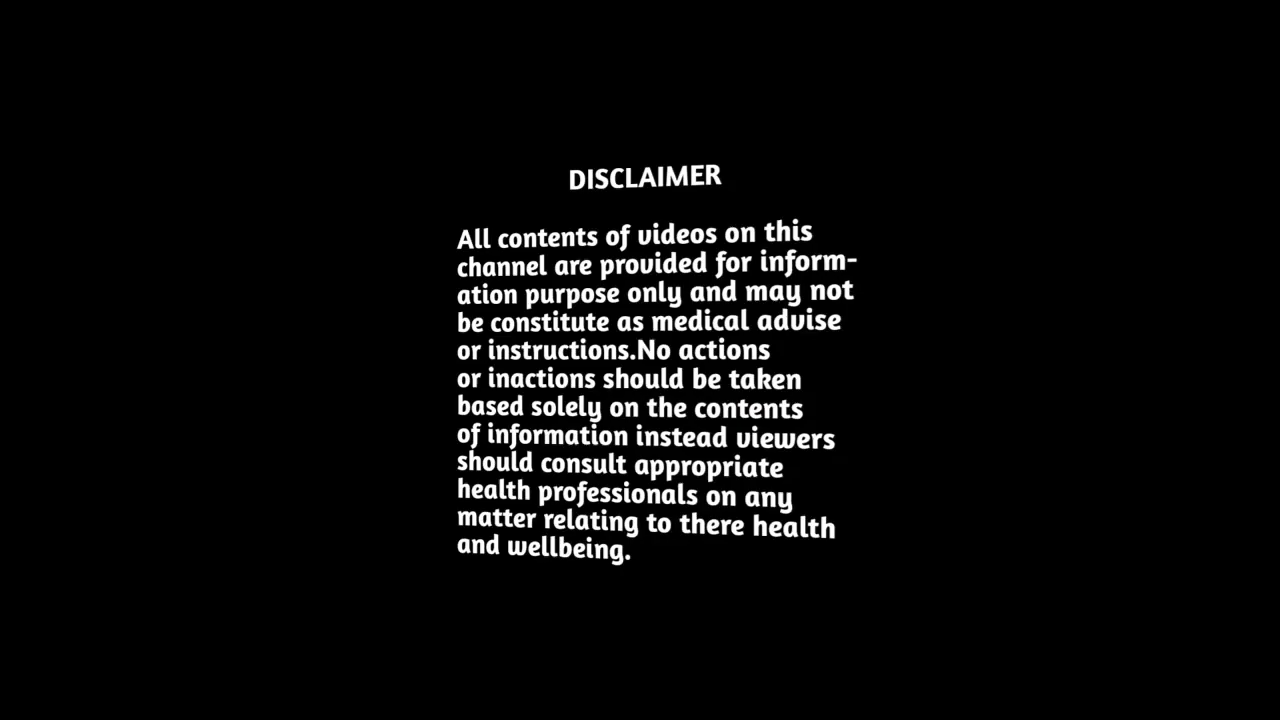 DISCLAIMER
All contents of videos on this
channel are provided for inform-
ation purpose only and may not
be constitute as medical advise
or instructions.No actions
or inactions should be taken
based solely on the contents
of information instead viewers
should consult appropriate
health professionals on any
matter relating to there health
and wellbeing.